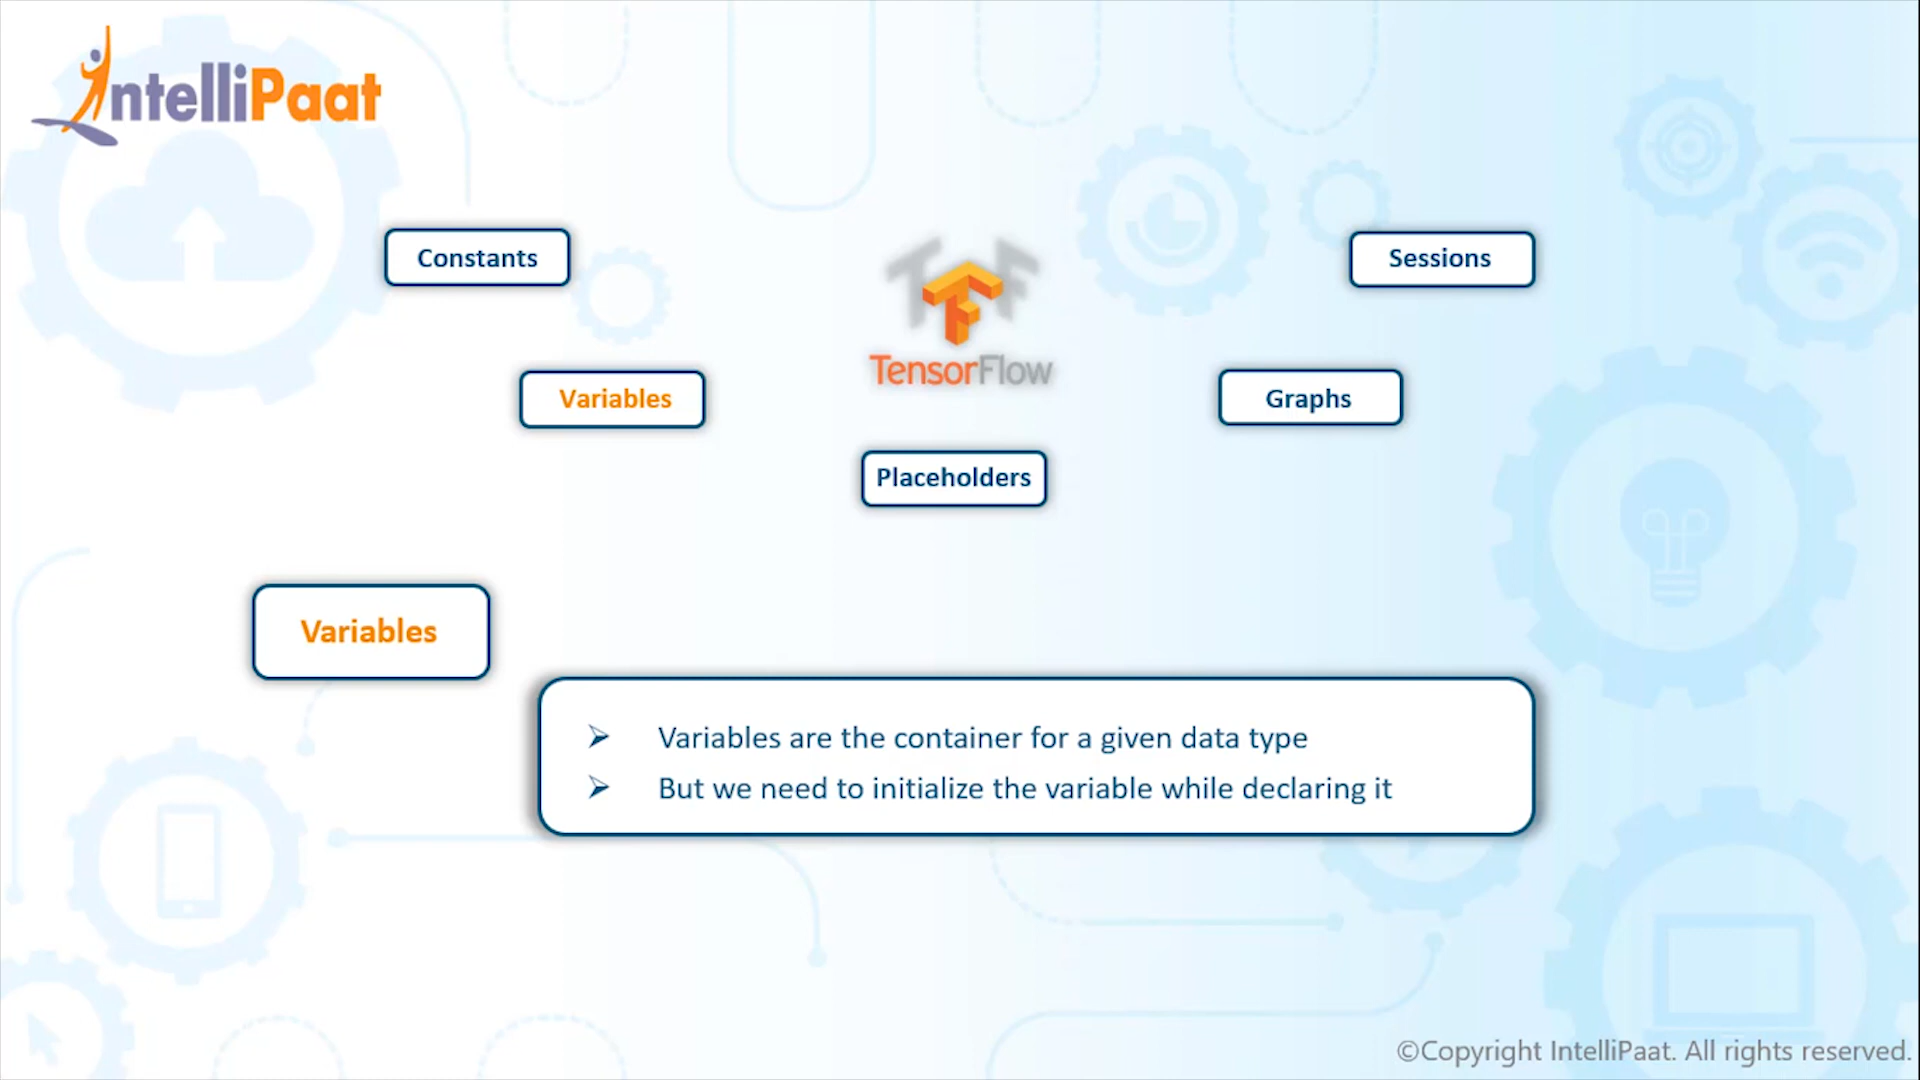 IntelliPaat
Constants
Sessions
TensorFlow
Variables
Graphs
Placeholders
Variables
➢ Variables are the container for a given data type
➢ But we need to initialize the variable while declaring it
©Copyright IntelliPaat. All rights reserved.